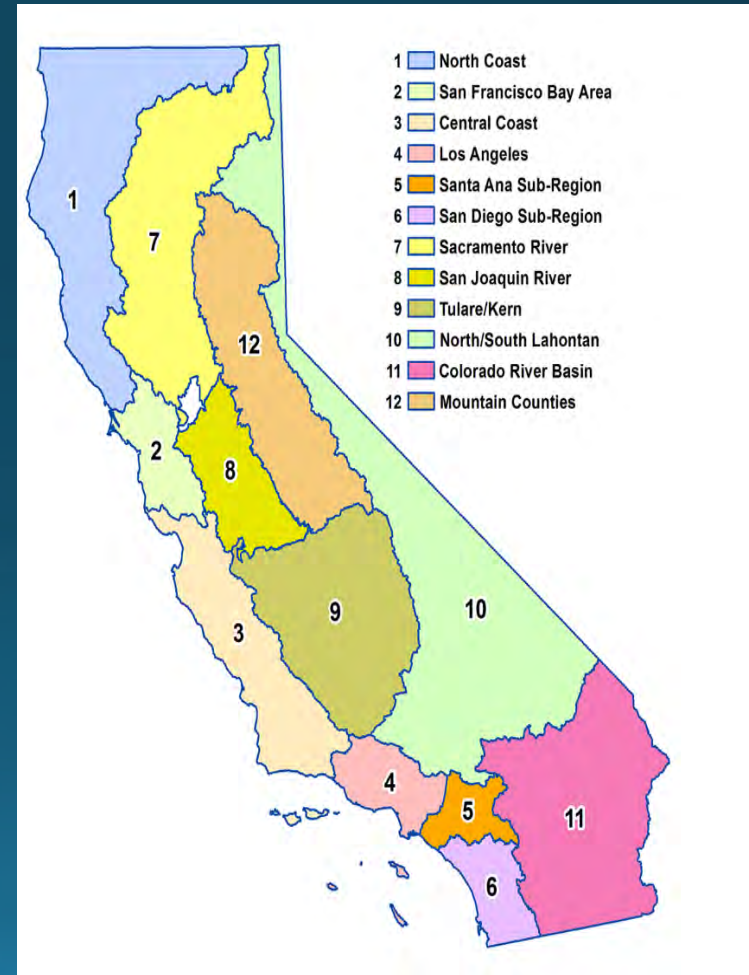 1 North Coast
2 San Francisco Bay Area
3 Central Coast
4 Los Angeles
5 Santa Ana Sub-Region
6 San Diego Sub-Region
7 Sacramento River
8 San Joaquin River
9 Tulare/Kern
10 North/South Lahontan
11 Colorado River Basin
12 Mountain Counties
1
7
12
2
8
9
10
3
4
5
11
6